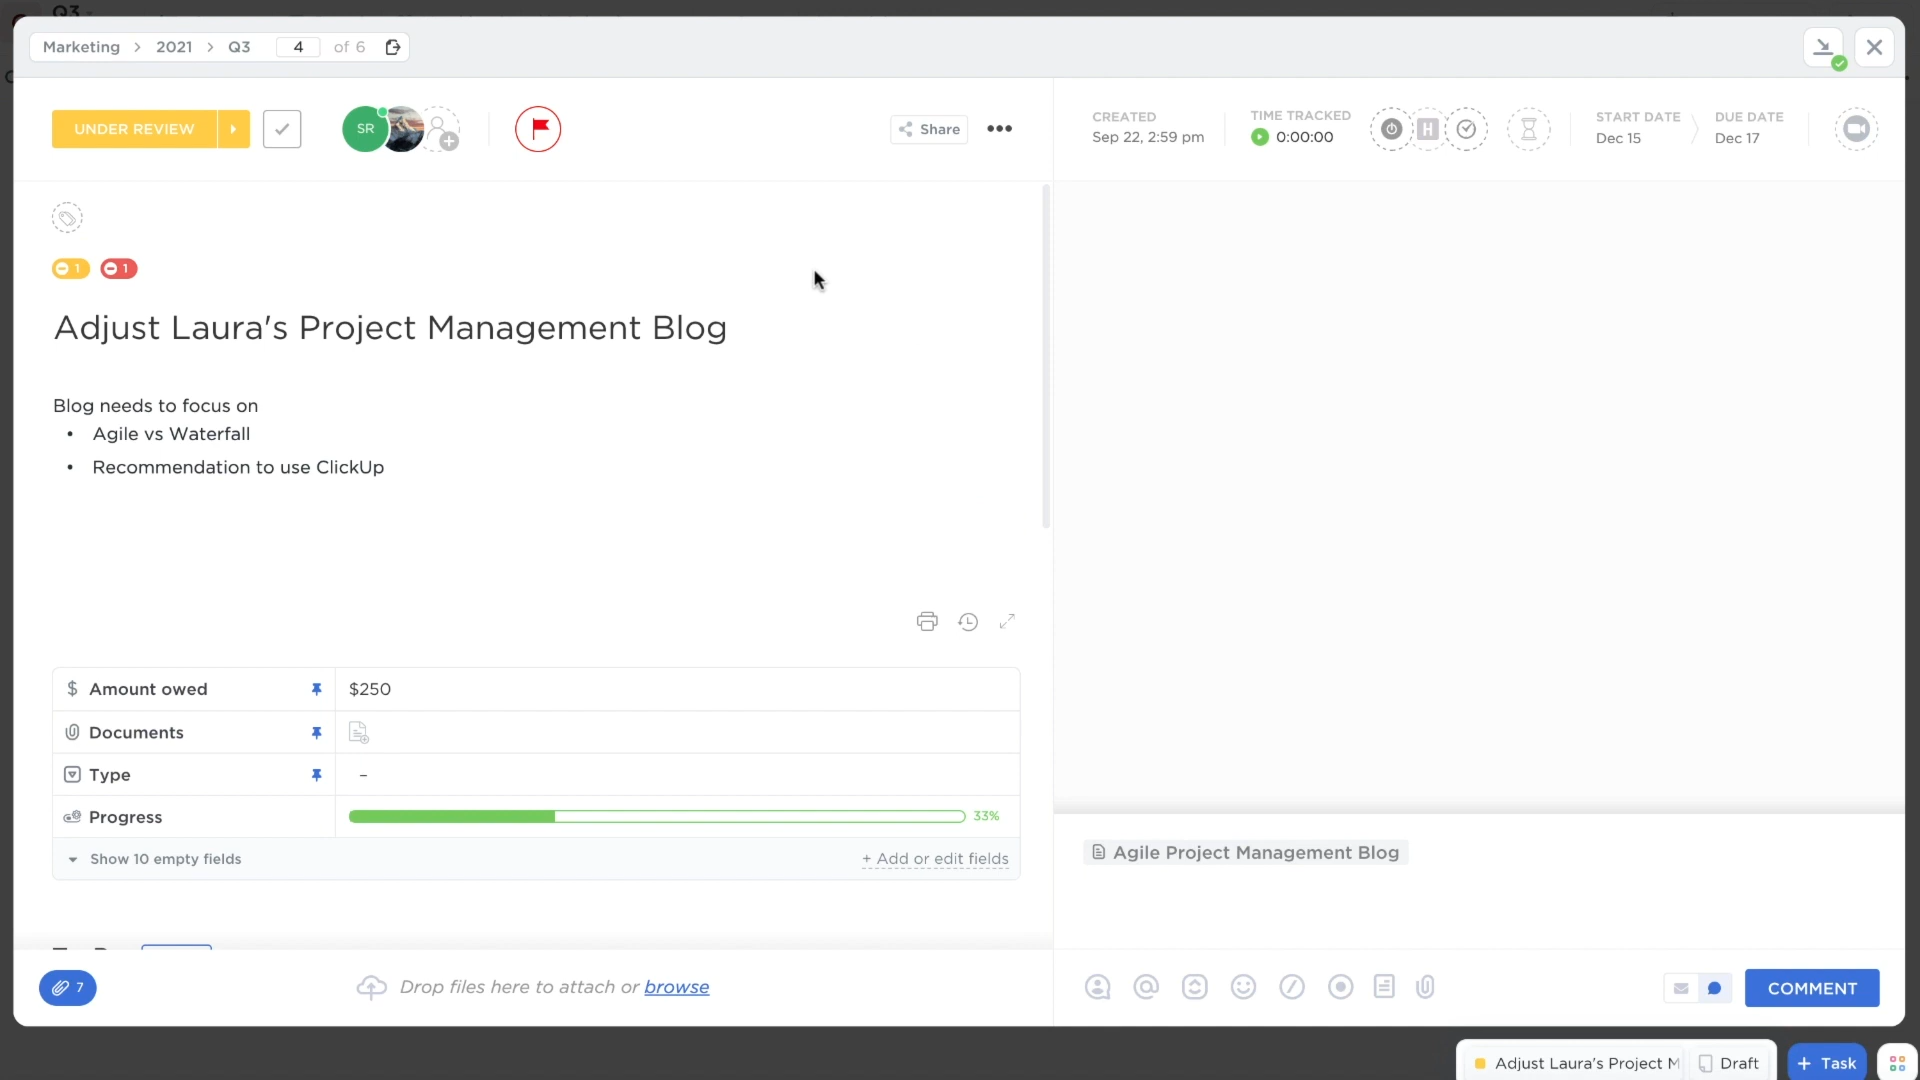 Q3
Marketing > 2021 > Q3 4 of 6
UNDER REVIEW
SR
Share
CREATED
Sep 22, 2:59 pm
TIME TRACKED
0:00:00
H
START DATE
Dec 15
DUE DATE
Dec 17
1 1
Adjust Laura's Project Management Blog
Blog needs to focus on
• Agile vs Waterfall
• Recommendation to use ClickUp
$ Amount owed $250
Documents
Type –
Progress 33%
Show 10 empty fields + Add or edit fields
Agile Project Management Blog
7
Drop files here to attach or browse
COMMENT
Adjust Laura's Project M
Draft
+ Task